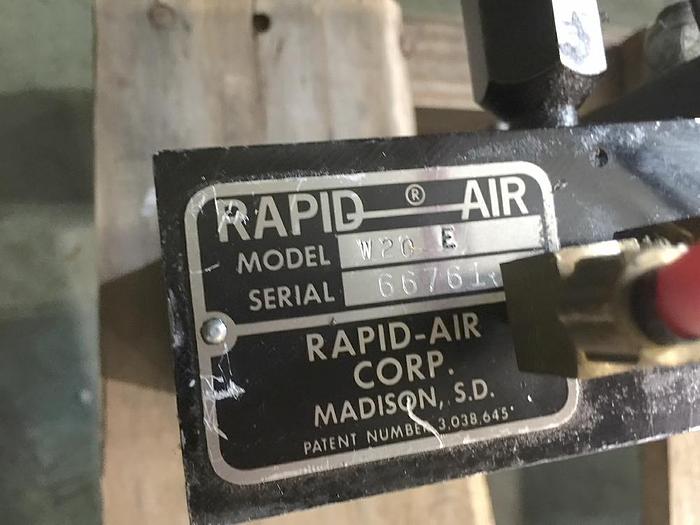 RAPID ® AIR
MODEL W20 E
SERIAL 66761
RAPID-AIR
CORP.
MADISON, S.D.
PATENT NUMBER 3,038,645